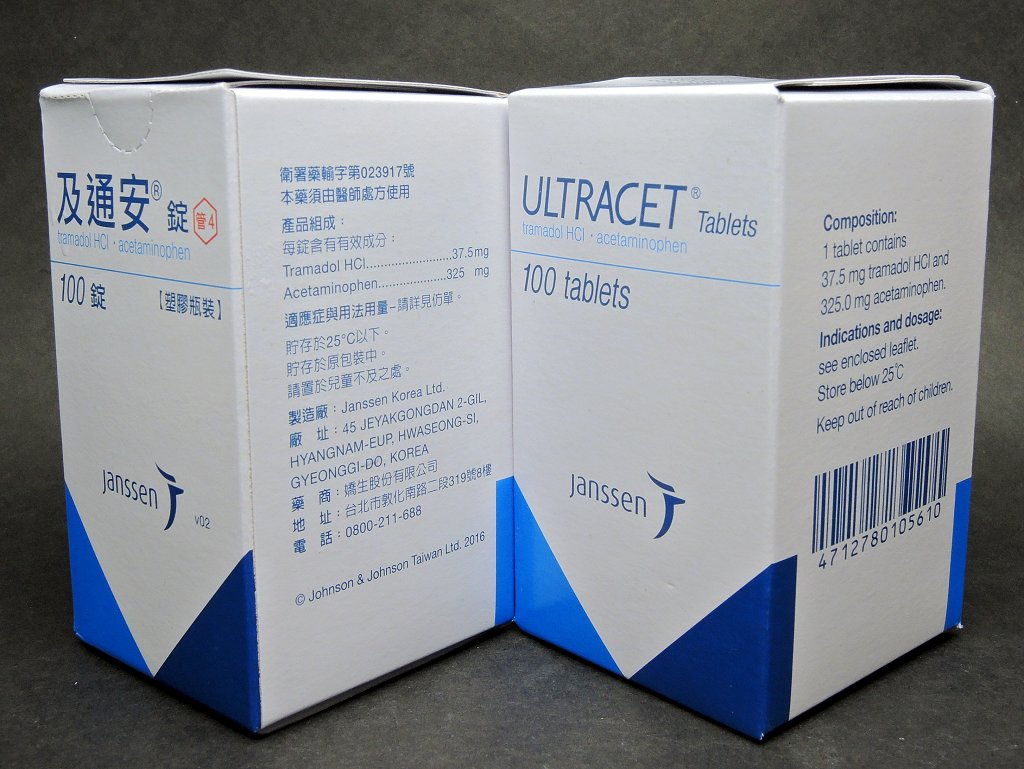 及通安® 錠 管4
tramadol HCl · acetaminophen
100 錠 【塑膠瓶裝】
janssen
V02
衛署藥輸字第023917號
本藥須由醫師處方使用
產品組成：
每錠含有有效成分：
Tramadol HCl........................37.5mg
Acetaminophen...................325 mg
適應症與用法用量-請詳見仿單。
貯存於25°C以下。
貯存於原包裝中。
請置於兒童不及之處。
製造廠：Janssen Korea Ltd.
廠 址：45 JEYAKGONGDAN 2-GIL,
HYANGNAM-EUP, HWASEONG-SI,
GYEONGGI-DO, KOREA
藥 商：嬌生股份有限公司
地 址：台北市敦化南路二段319號8樓
電 話：0800-211-688
© Johnson & Johnson Taiwan Ltd. 2016
ULTRACET® Tablets
tramadol HCl · acetaminophen
100 tablets
janssen
Composition:
1 tablet contains
37.5 mg tramadol HCl and
325.0 mg acetaminophen.
Indications and dosage:
see enclosed leaflet.
Store below 25℃
Keep out of reach of children.
4712780105610